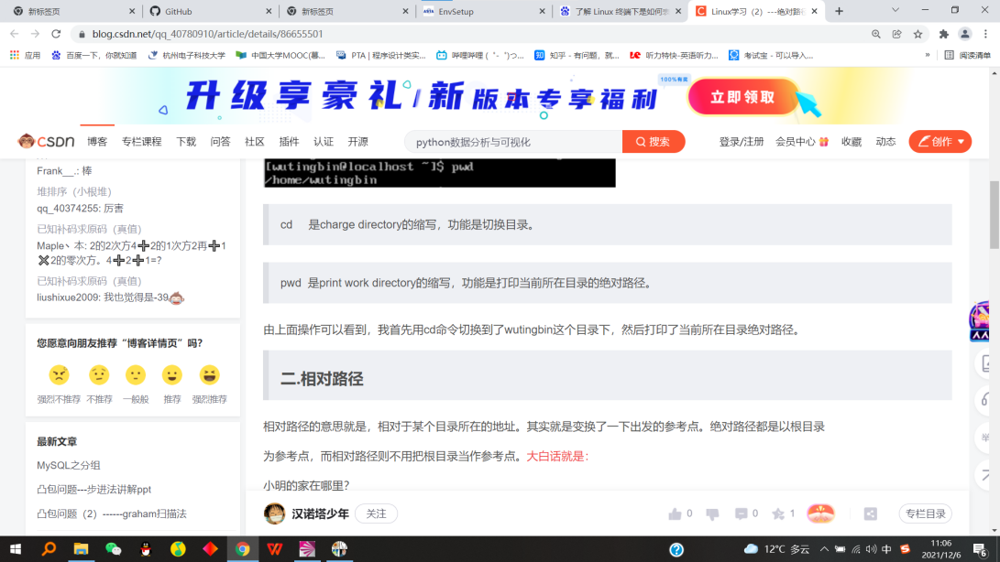 新标签页
GitHub
新标签页
EnvSetup
了解 Linux 终端下是如何
Linux学习（2）---绝对路
blog.csdn.net/qq_40780910/article/details/86655501
应用
百度一下，你就知道
杭州电子科技大学
中国大学MOOC(慕...
PTA | 程序设计类实...
哔哩哔哩 (゜-゜)つ...
知乎 - 有问题，就...
听力特快-英语听力...
考试宝 - 可以导入...
»
阅读清单
升级享豪礼/新版本专享福利
100%有奖
立即领取
CSDN
博客
专栏课程
下载
问答
社区
插件
认证
开源
python数据分析与可视化
搜索
登录/注册
会员中心
收藏
动态
创作
Frank__.: 棒
堆排序（小根堆）
qq_40374255: 厉害
已知补码求原码（真值）
Maple丶本: 2的2次方4➕2的1次方2再➕1
✖2的零次方。4➕2➕1=?
已知补码求原码（真值）
liushixue2009: 我也觉得是-39
您愿意向朋友推荐“博客详情页”吗？
强烈不推荐
不推荐
一般般
推荐
强烈推荐
最新文章
MySQL之分组
凸包问题---步进法讲解ppt
凸包问题（2）------graham扫描法
[wutingbin@localhost ~]$ pwd
/home/wutingbin
cd 是charge directory的缩写，功能是切换目录。
pwd 是print work directory的缩写，功能是打印当前所在目录的绝对路径。
由上面操作可以看到，我首先用cd命令切换到了wutingbin这个目录下，然后打印了当前所在目录绝对路径。
二.相对路径
相对路径的意思就是，相对于某个目录所在的地址。其实就是变换了一下出发的参考点。绝对路径都是以根目录
为参考点，而相对路径则不用把根目录当作参考点。大白话就是：
小明的家在哪里?
汉诺塔少年
关注
0
0
1
专栏目录
举
12°C 多云
中
11:06
2021/12/6